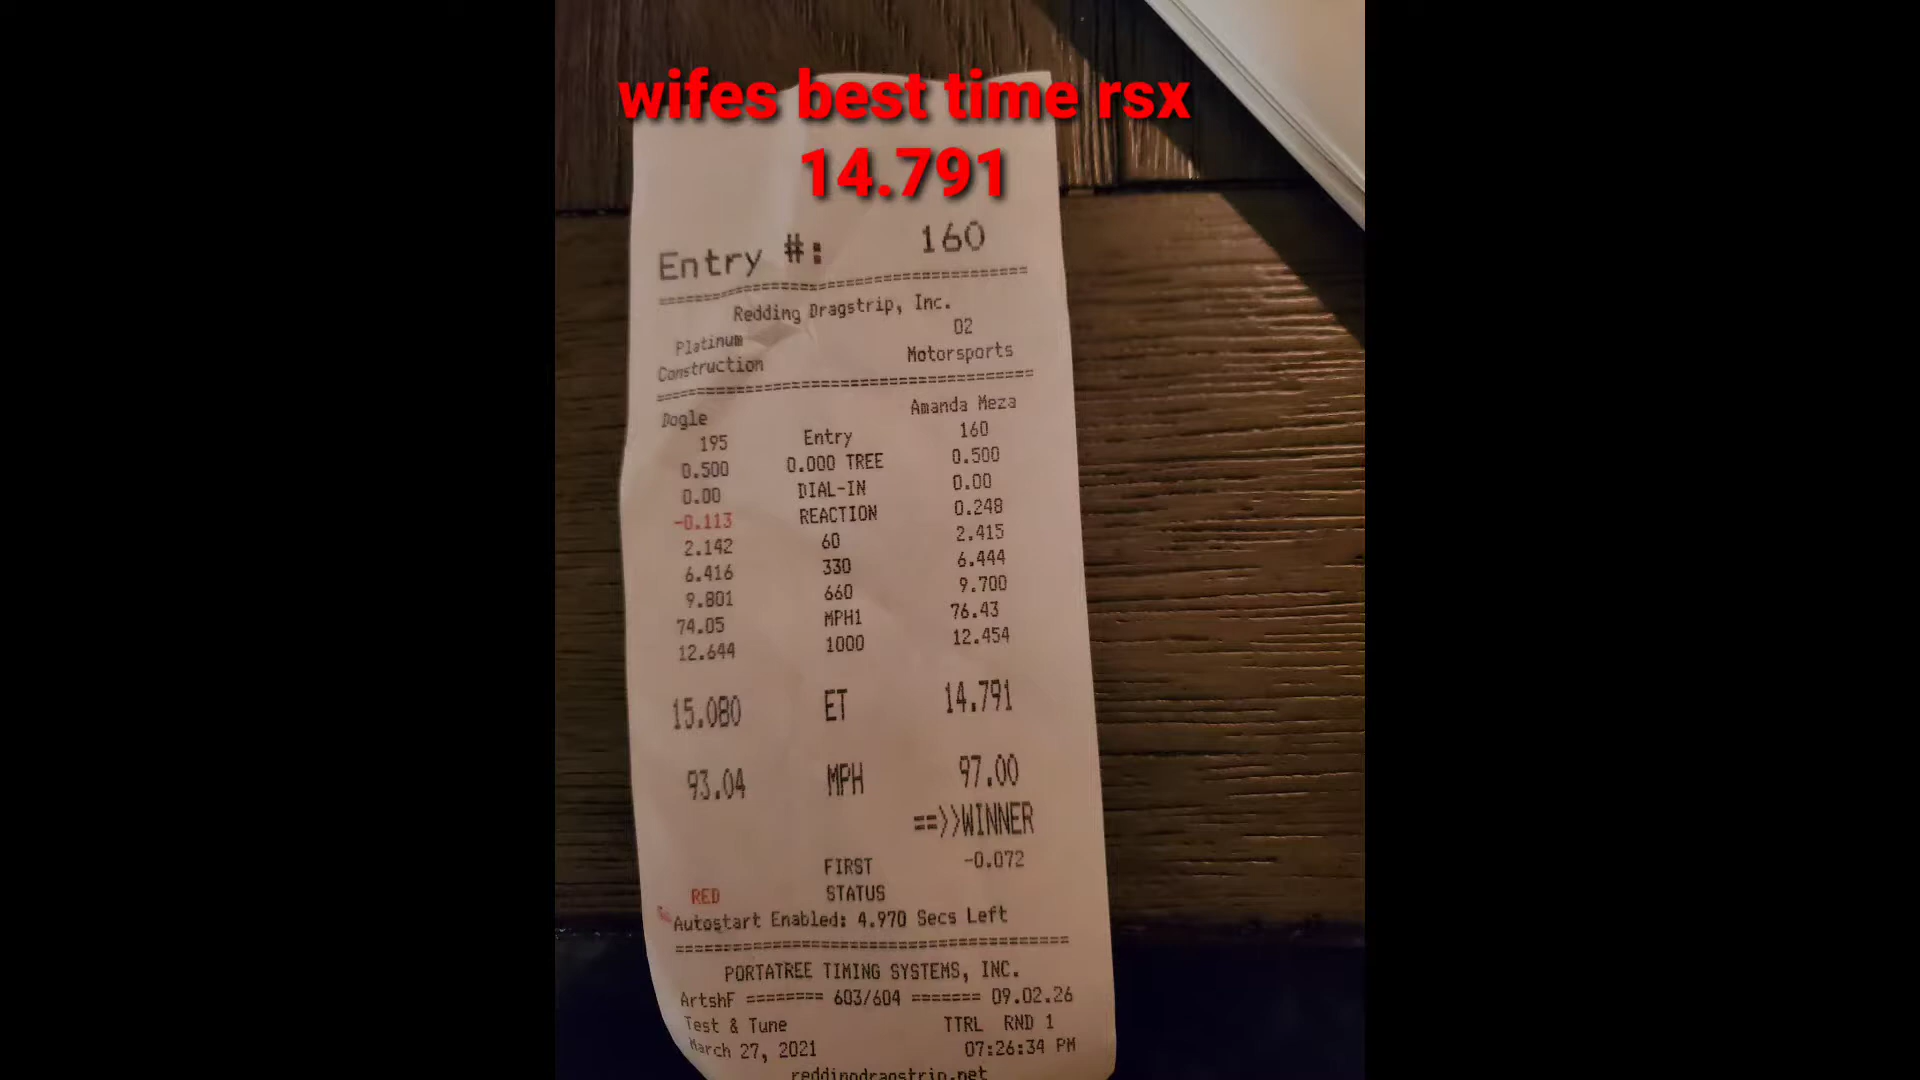 wifes best time rsx
14.791
Entry #: 160
=====================================
Redding Dragstrip, Inc.
Platinum 02
Construction Motorsports
=====================================
Dogle Amanda Meza
195 Entry 160
0.500 0.000 TREE 0.500
0.00 DIAL-IN 0.00
-0.113 REACTION 0.248
2.142 60 2.415
6.416 330 6.444
9.801 660 9.700
74.05 MPH1 76.43
12.644 1000 12.454
15.080 ET 14.791
93.04 MPH 97.00
==>>WINNER
FIRST -0.072
RED STATUS
Autostart Enabled: 4.970 Secs Left
=====================================
PORTATREE TIMING SYSTEMS, INC.
ArtshF ======== 603/604 ======= 09.02.26
Test & Tune TTRL RND 1
March 27, 2021 07:26:34 PM
reddingdragstrip.net